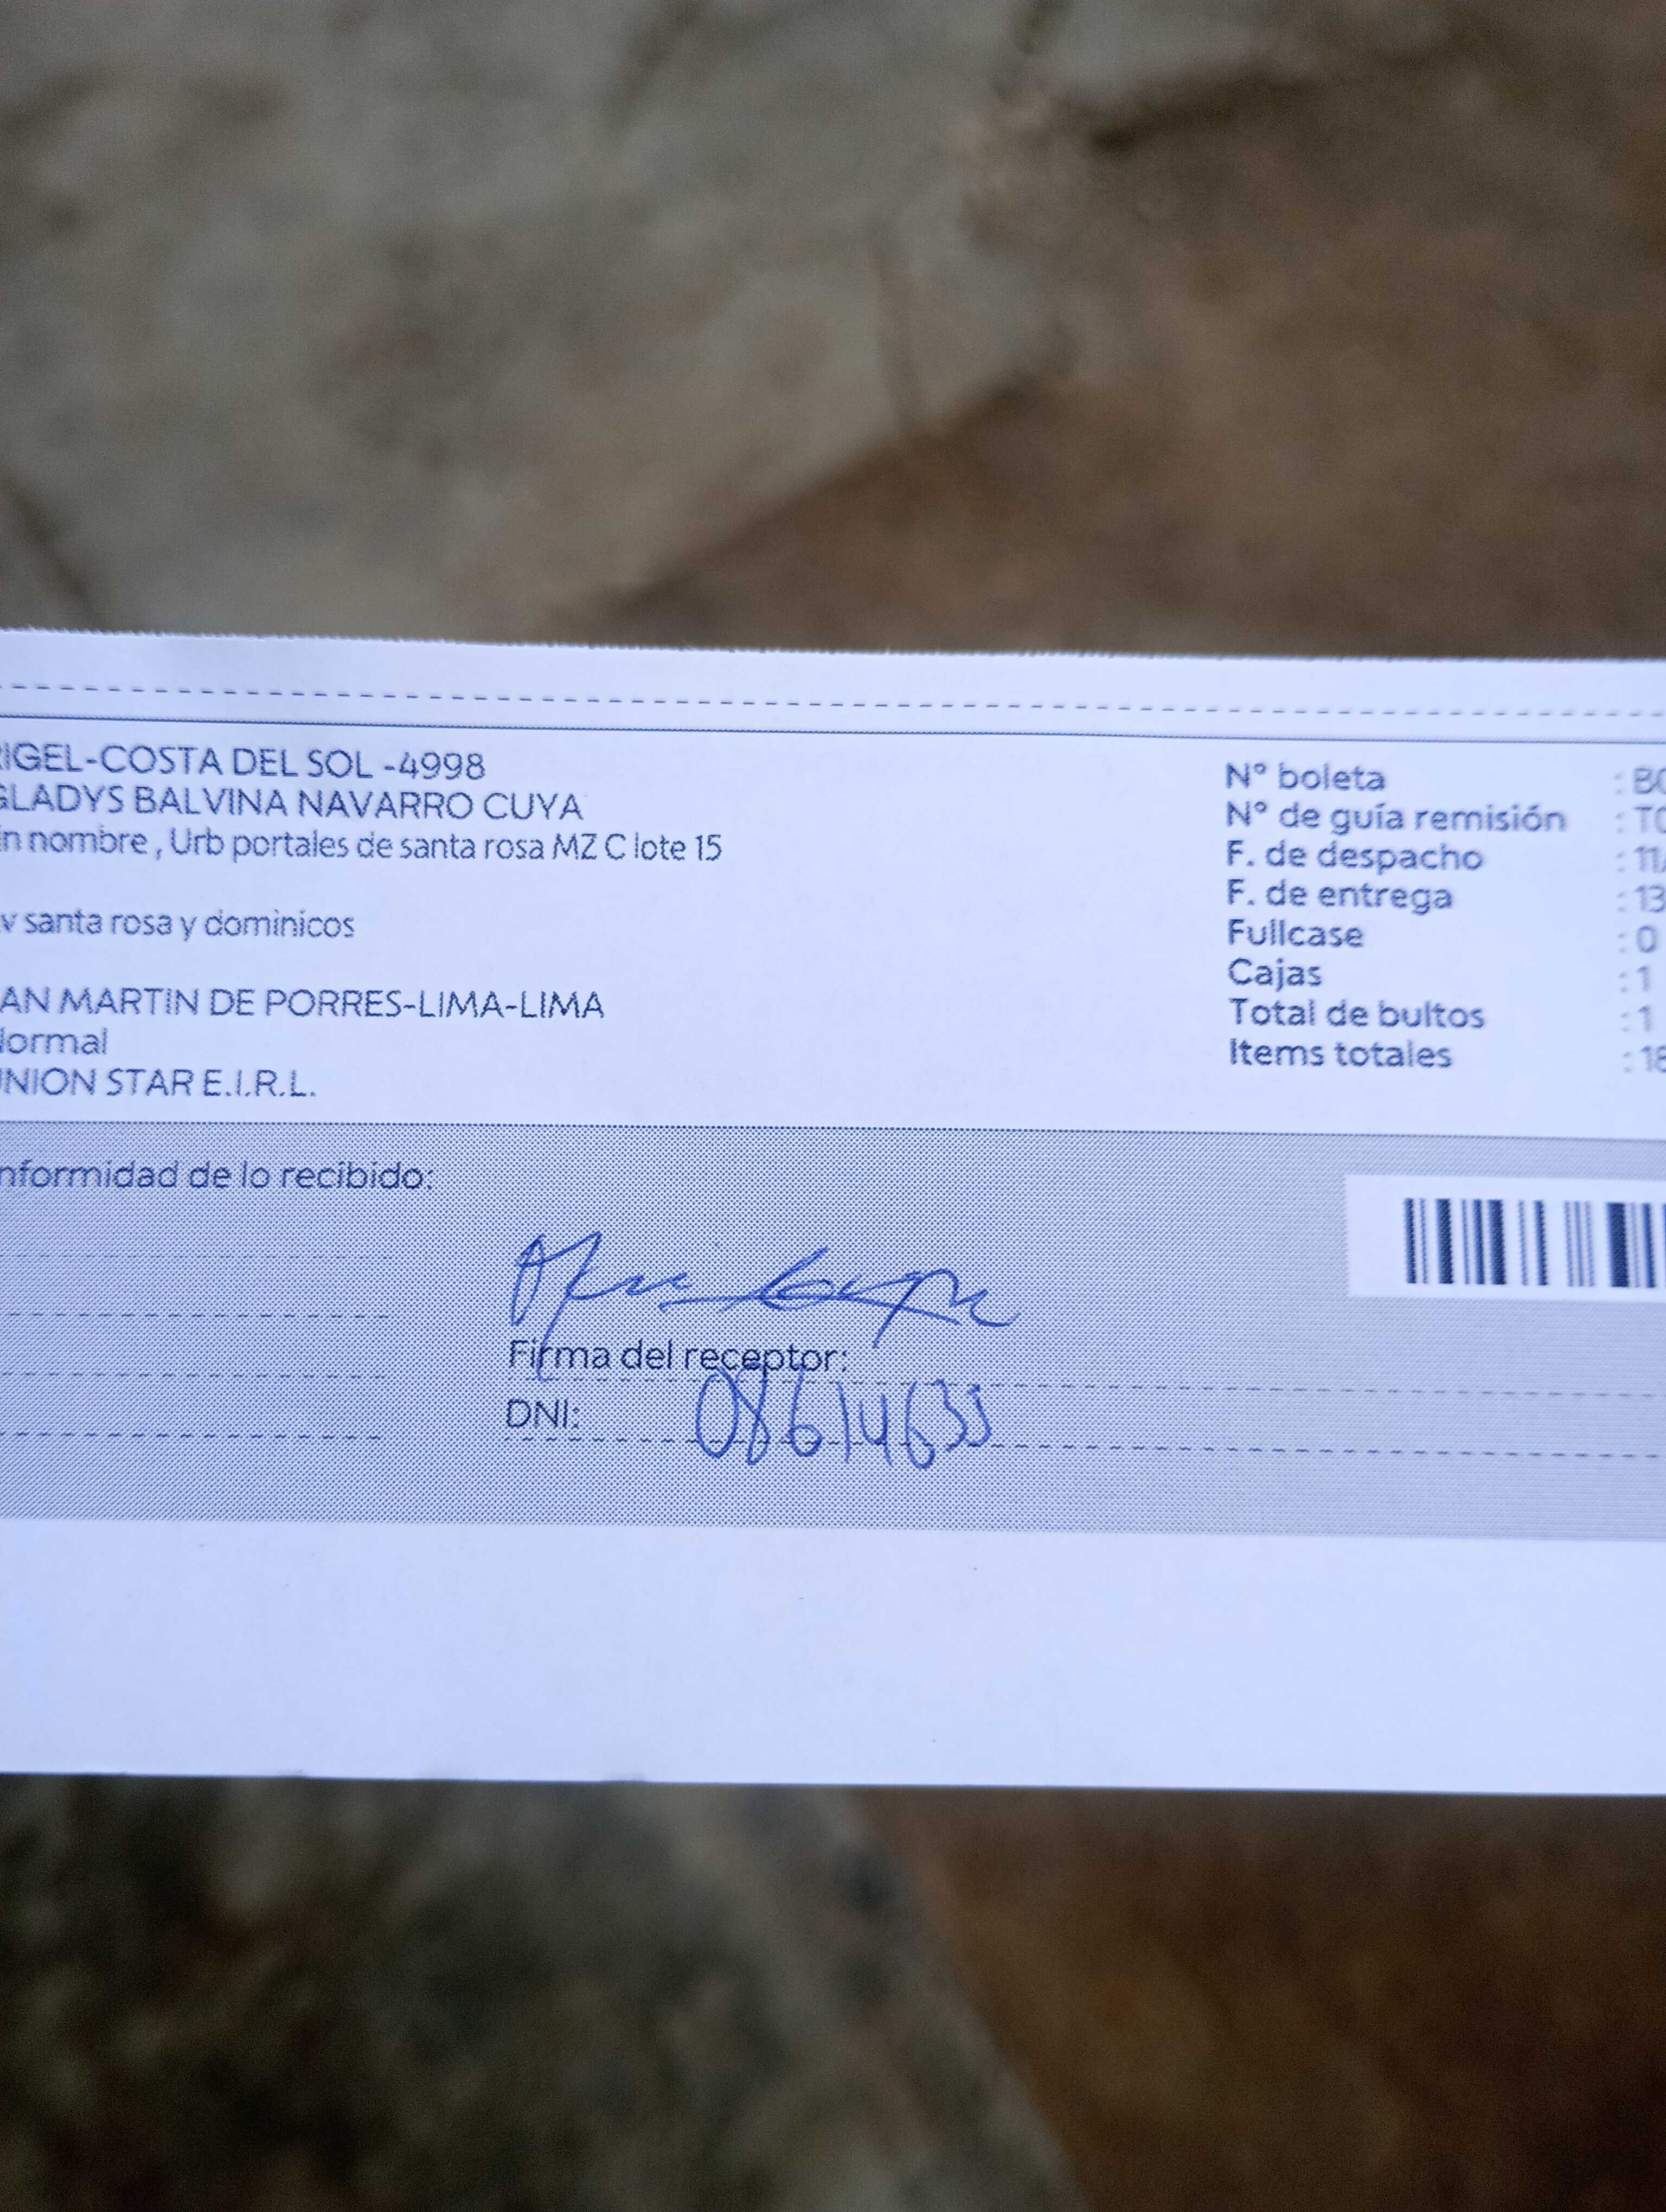 RIGEL-COSTA DEL SOL -4998
GLADYS BALVINA NAVARRO CUYA
in nombre , Urb portales de santa rosa MZ C lote 15
v santa rosa y dominicos
AN MARTIN DE PORRES-LIMA-LIMA
Normal
UNION STAR E.I.R.L.
N° boleta : B0
N° de guía remisión : T0
F. de despacho : 11/
F. de entrega : 13
Fullcase : 0
Cajas : 1
Total de bultos : 1
Items totales : 18
nformidad de lo recibido:
Firma del receptor:
DNI: 08614633